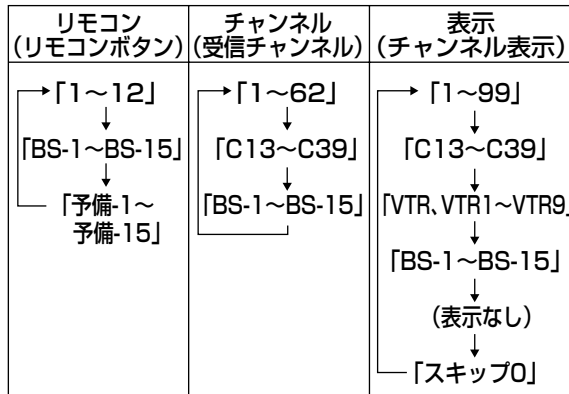 リモコン
(リモコンボタン)
チャンネル
(受信チャンネル)
表示
(チャンネル表示)
「1〜12」
「BS-1〜BS-15」
「予備-1〜
予備-15」
「1〜62」
「C13〜C39」
「BS-1〜BS-15」
「1〜99」
「C13〜C39」
「VTR、VTR1〜VTR9」
「BS-1〜BS-15」
(表示なし)
「スキップ0」